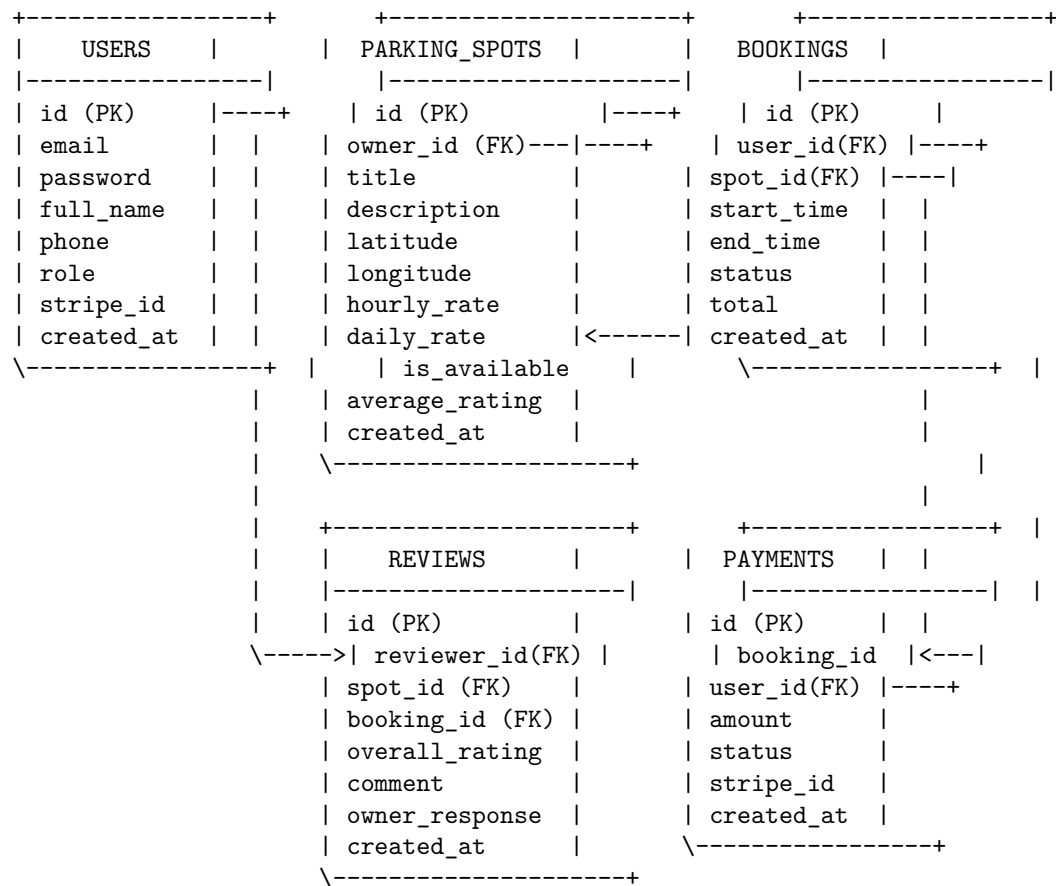 USERS PARKING_SPOTS BOOKINGS
id (PK) id (PK) id (PK)
email owner_id (FK) user_id(FK)
password title spot_id(FK)
full_name description start_time
phone latitude end_time
role longitude status
stripe_id hourly_rate total
created_at daily_rate created_at
is_available
average_rating
created_at
REVIEWS PAYMENTS
id (PK) id (PK)
reviewer_id(FK) booking_id
spot_id (FK) user_id(FK)
booking_id (FK) amount
overall_rating status
comment stripe_id
owner_response created_at
created_at